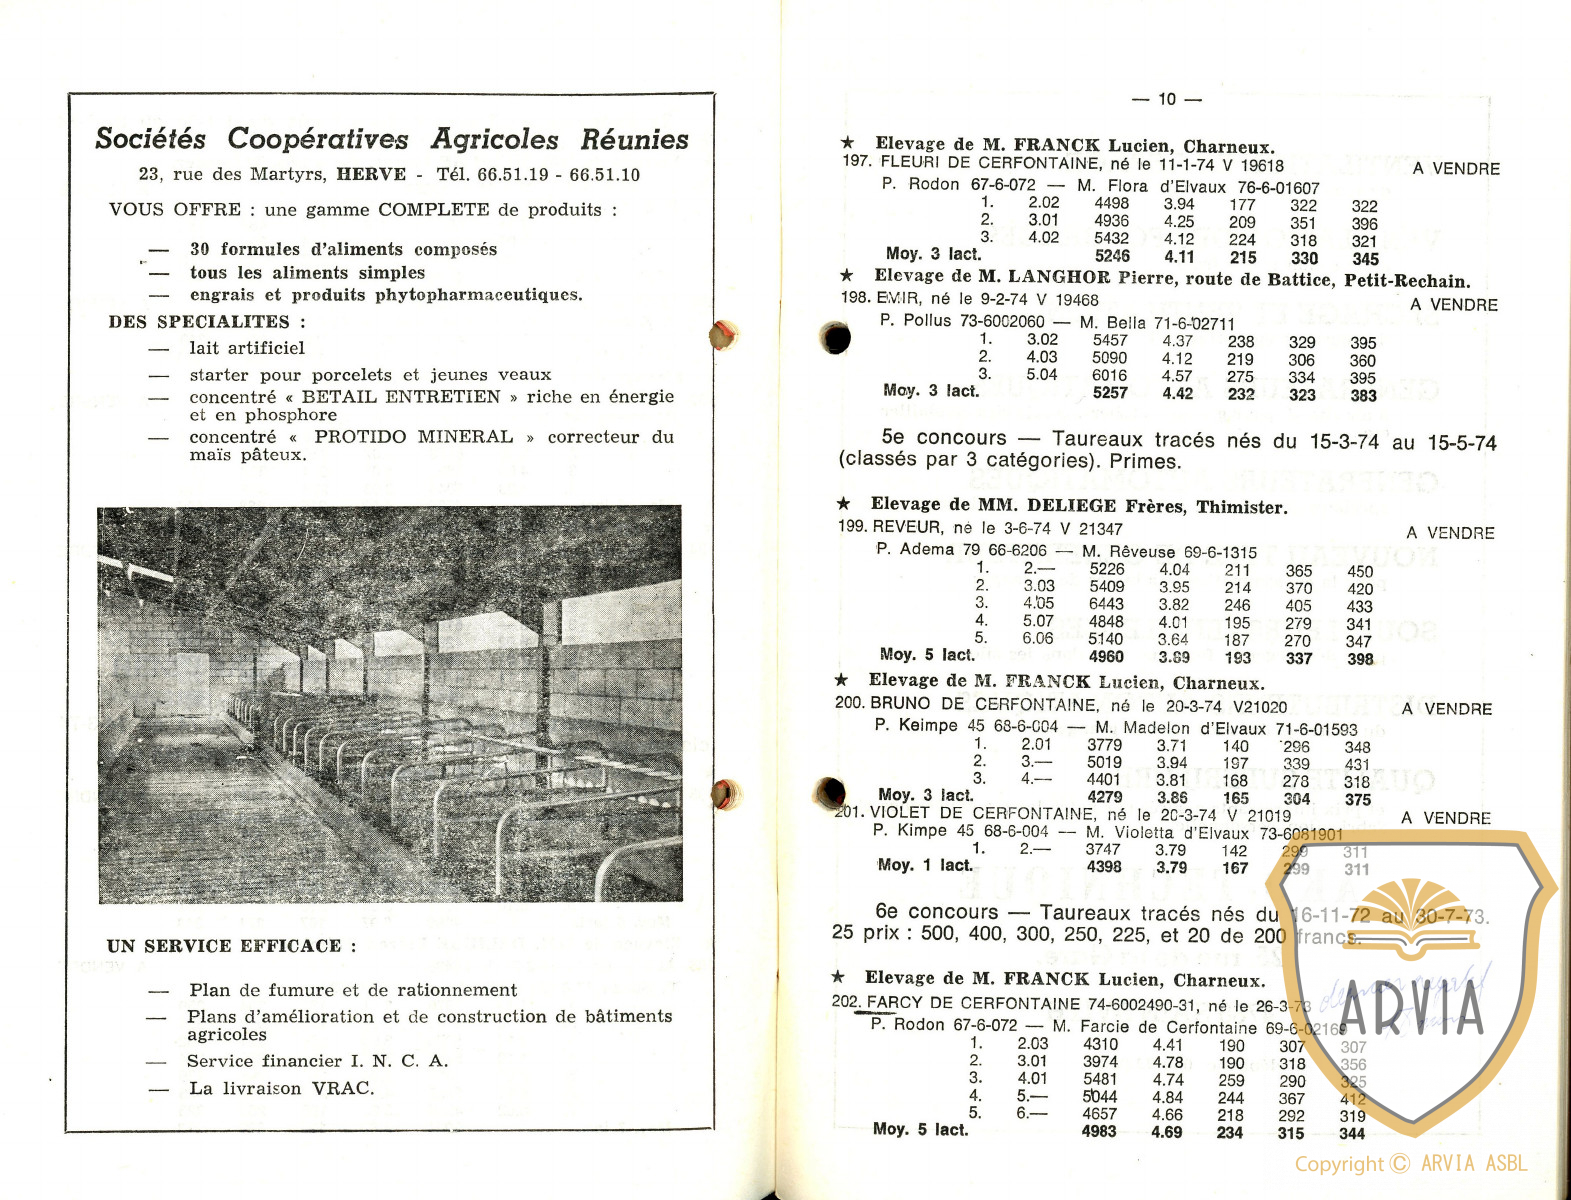 Sociétés Coopératives Agricoles Réunies
23, rue des Martyrs, HERVE - Tél. 66.51.19 - 66.51.10
VOUS OFFRE : une gamme COMPLETE de produits :
— 30 formules d'aliments composés
— tous les aliments simples
— engrais et produits phytopharmaceutiques.
DES SPECIALITES :
— lait artificiel
— starter pour porcelets et jeunes veaux
— concentré « BETAIL ENTRETIEN » riche en énergie
et en phosphore
— concentré « PROTIDO MINERAL » correcteur du
maïs pâteux.
UN SERVICE EFFICACE :
— Plan de fumure et de rationnement
— Plans d'amélioration et de construction de bâtiments
agricoles
— Service financier I. N. C. A.
— La livraison VRAC.
— 10 —
★ Elevage de M. FRANCK Lucien, Charneux.
197. FLEURI DE CERFONTAINE, né le 11-1-74 V 19618 A VENDRE
P. Rodon 67-6-072 — M. Flora d'Elvaux 76-6-01607
1. 2.02 4498 3.94 177 322 322
2. 3.01 4936 4.25 209 351 396
3. 4.02 5432 4.12 224 318 321
Moy. 3 lact. 5246 4.11 215 330 345
★ Elevage de M. LANGHOR Pierre, route de Battice, Petit-Rechain.
198. EMIR, né le 9-2-74 V 19468 A VENDRE
P. Pollus 73-6002060 — M. Bella 71-6-02711
1. 3.02 5457 4.37 238 329 395
2. 4.03 5090 4.12 219 306 360
3. 5.04 6016 4.57 275 334 395
Moy. 3 lact. 5257 4.42 232 323 383
5e concours — Taureaux tracés nés du 15-3-74 au 15-5-74
(classés par 3 catégories). Primes.
★ Elevage de MM. DELIEGE Frères, Thimister.
199. REVEUR, né le 3-6-74 V 21347 A VENDRE
P. Adema 79 66-6206 — M. Rêveuse 69-6-1315
1. 2.— 5226 4.04 211 365 450
2. 3.03 5409 3.95 214 370 420
3. 4.05 6443 3.82 246 405 433
4. 5.07 4848 4.01 195 279 341
5. 6.06 5140 3.64 187 270 347
Moy. 5 lact. 4960 3.89 193 337 398
★ Elevage de M. FRANCK Lucien, Charneux.
200. BRUNO DE CERFONTAINE, né le 20-3-74 V21020 A VENDRE
P. Keimpe 45 68-6-004 — M. Madelon d'Elvaux 71-6-01593
1. 2.01 3779 3.71 140 296 348
2. 3.— 5019 3.94 197 339 431
3. 4.— 4401 3.81 168 278 318
Moy. 3 lact. 4279 3.86 165 304 375
201. VIOLET DE CERFONTAINE, né le 20-3-74 V 21019 A VENDRE
P. Kimpe 45 68-6-004 — M. Violetta d'Elvaux 73-6081901
1. 2.— 3747 3.79 142 299 311
Moy. 1 lact. 4398 3.79 167 299 311
6e concours — Taureaux tracés nés du 16-11-72 au 30-7-73.
25 prix : 500, 400, 300, 250, 225, et 20 de 200 francs.
★ Elevage de M. FRANCK Lucien, Charneux.
202. FARCY DE CERFONTAINE 74-6002490-31, né le 26-3-73
P. Rodon 67-6-072 — M. Farcie de Cerfontaine 69-6-02169
1. 2.03 4310 4.41 190 307 307
2. 3.01 3974 4.78 190 318 356
3. 4.01 5481 4.74 259 290 325
4. 5.— 5044 4.84 244 367 412
5. 6.— 4657 4.66 218 292 319
Moy. 5 lact. 4983 4.69 234 315 344
ARVIA
Copyright © ARVIA ASBL